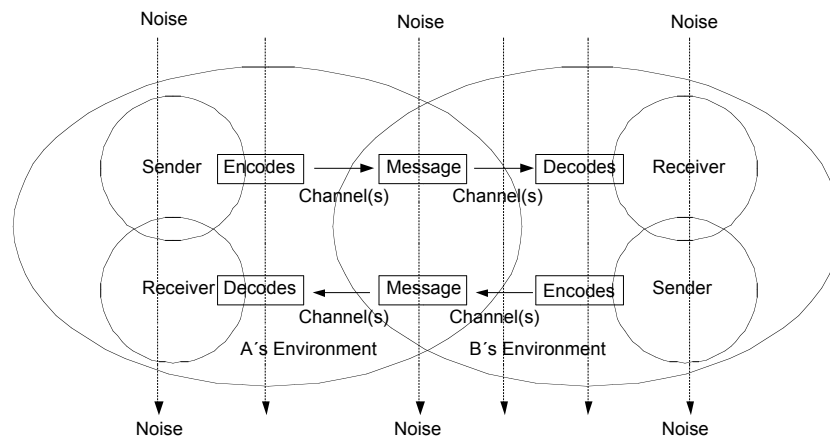 Noise Noise Noise
Sender Encodes Message Decodes Receiver
Channel(s) Channel(s)
Receiver Decodes Message Encodes Sender
Channel(s) Channel(s)
A´s Environment B´s Environment
Noise Noise Noise